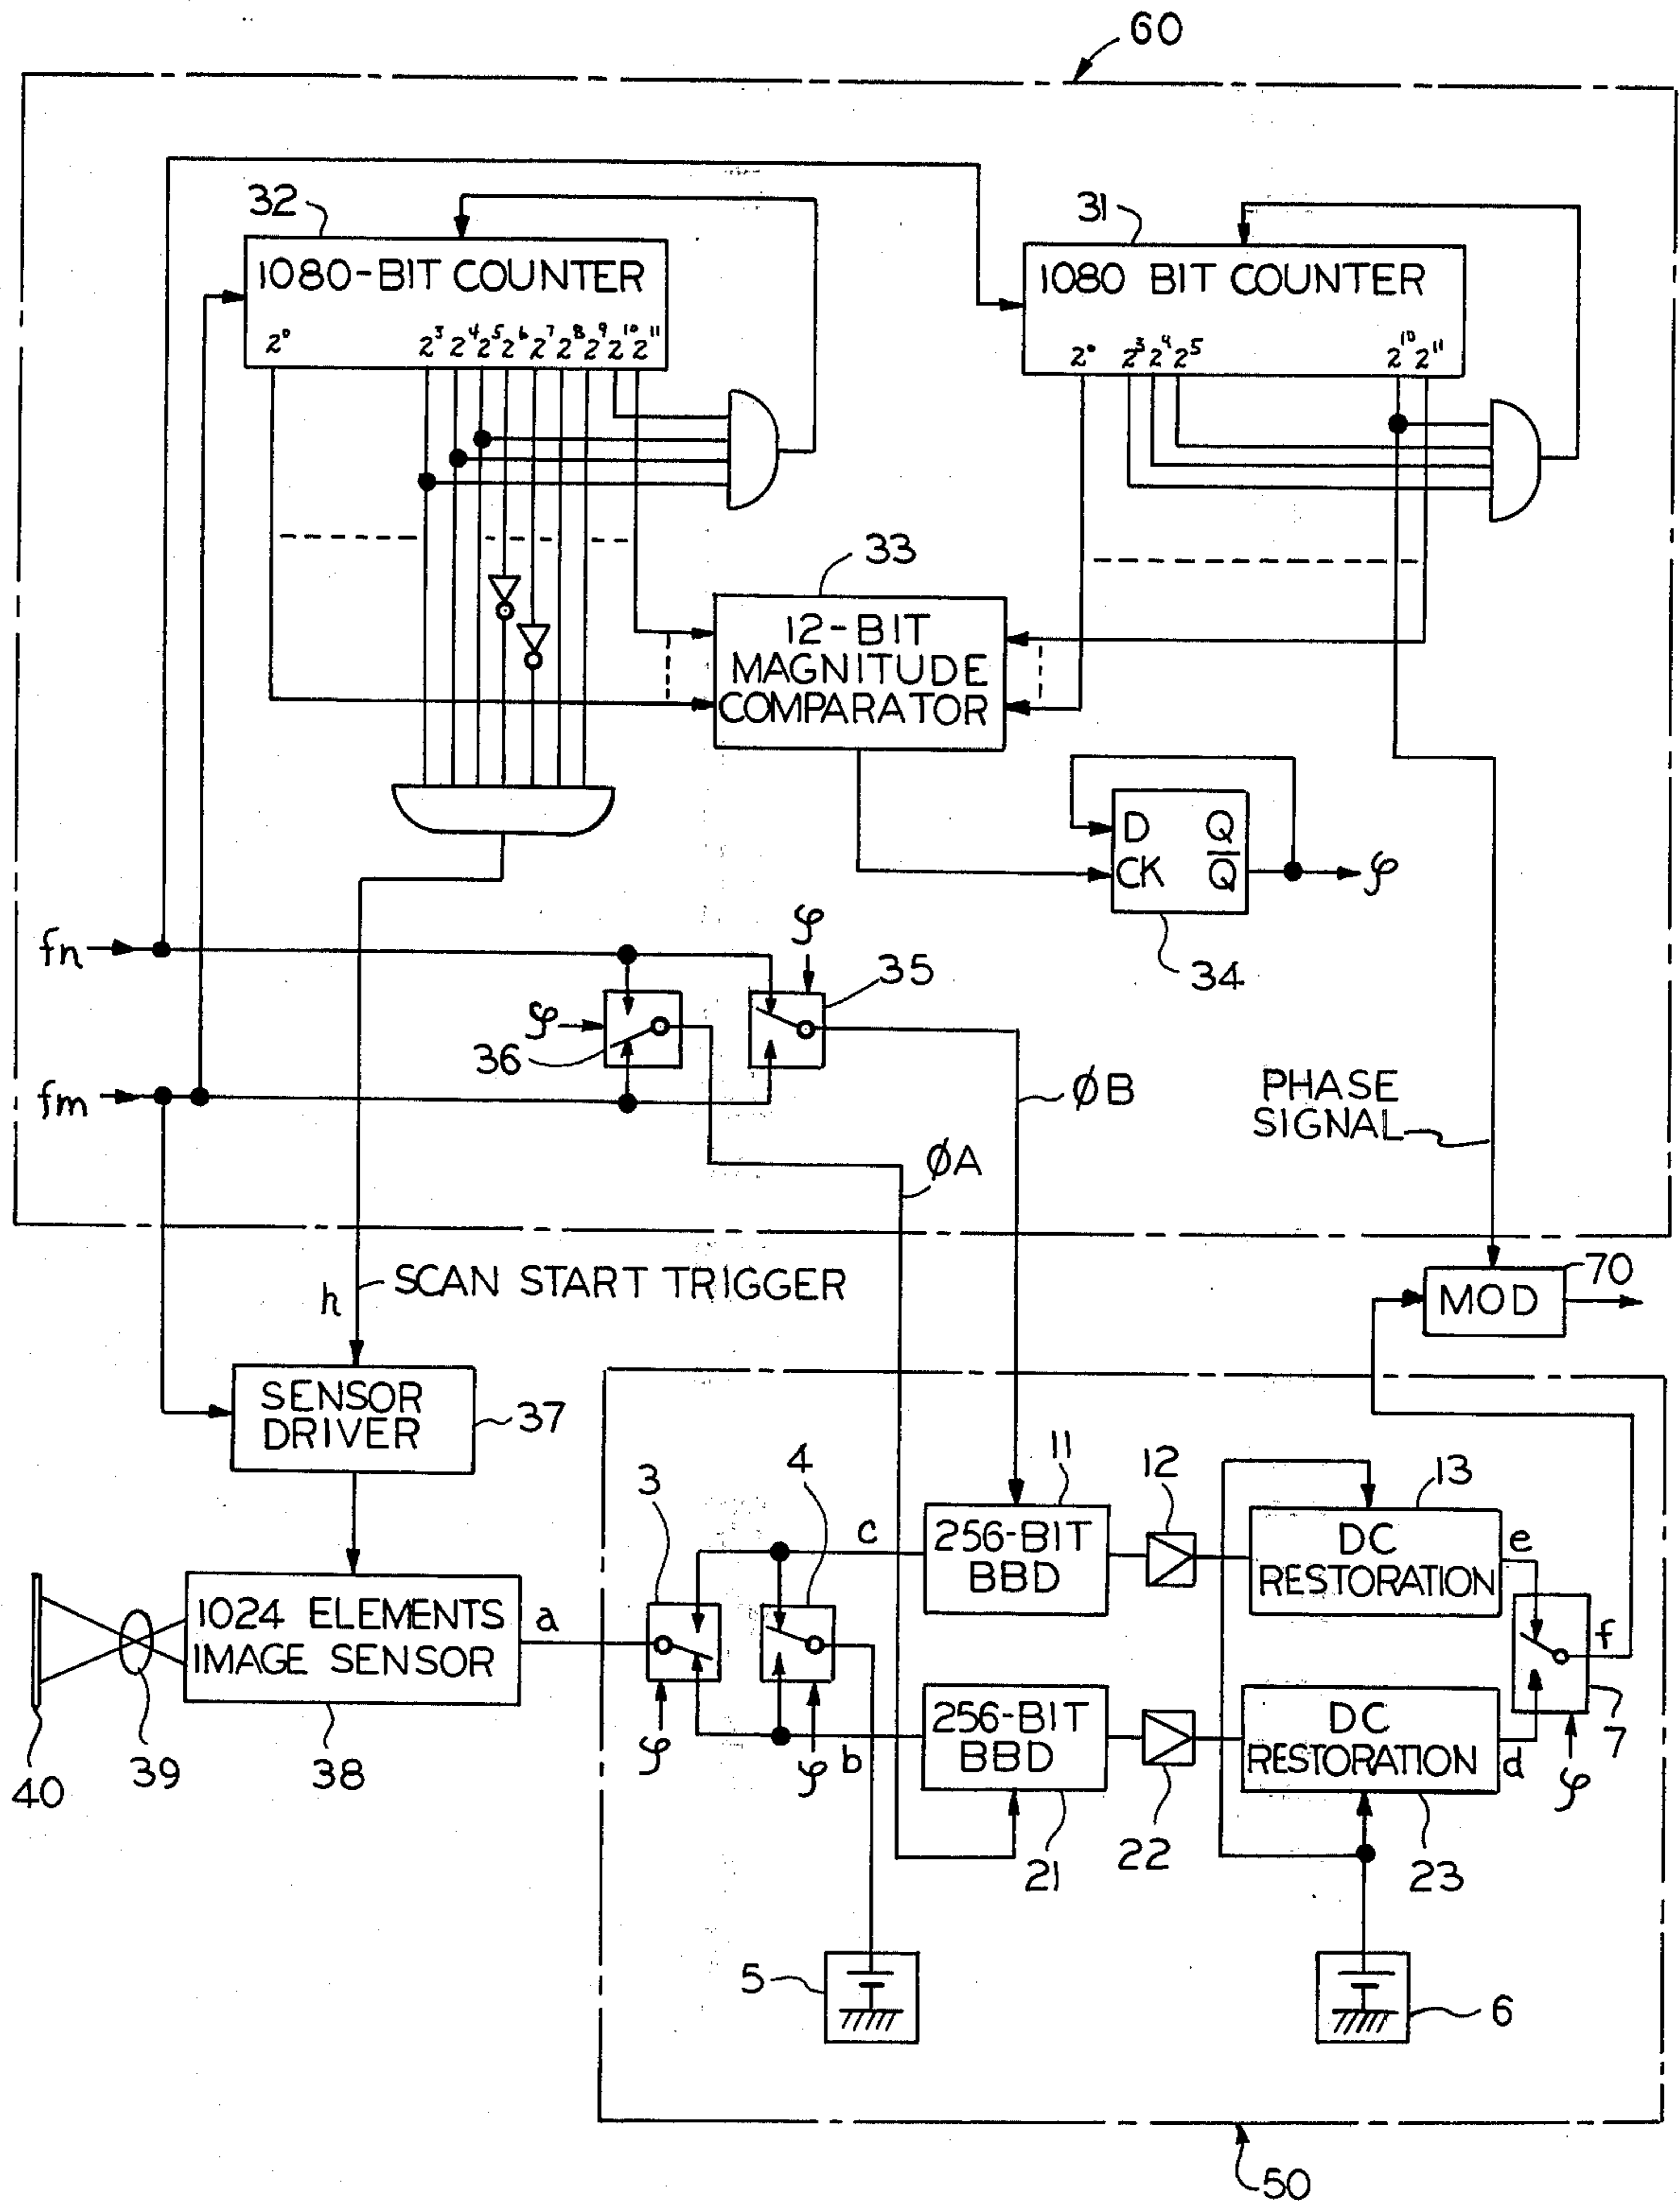 60
32
31
1080-BIT COUNTER
1080 BIT COUNTER
2⁰ 2³ 2⁴ 2⁵ 2⁶ 2⁷ 2⁸ 2⁹ 2¹⁰ 2¹¹
2⁰ 2³ 2⁴ 2⁵ 2¹⁰ 2¹¹
33
12-BIT
MAGNITUDE
COMPARATOR
D Q
CK Q̅
φ
34
fn
φ
35
φ
36
fm
ØB
PHASE
SIGNAL
ØA
h
SCAN START TRIGGER
70
MOD
SENSOR
DRIVER
37
3
4
11
12
13
c
256-BIT
BBD
DC
RESTORATION
e
1024 ELEMENTS
IMAGE SENSOR
a
f
40
39
38
φ
φ
b
256-BIT
BBD
DC
RESTORATION
d
7
φ
21
22
23
5
6
50